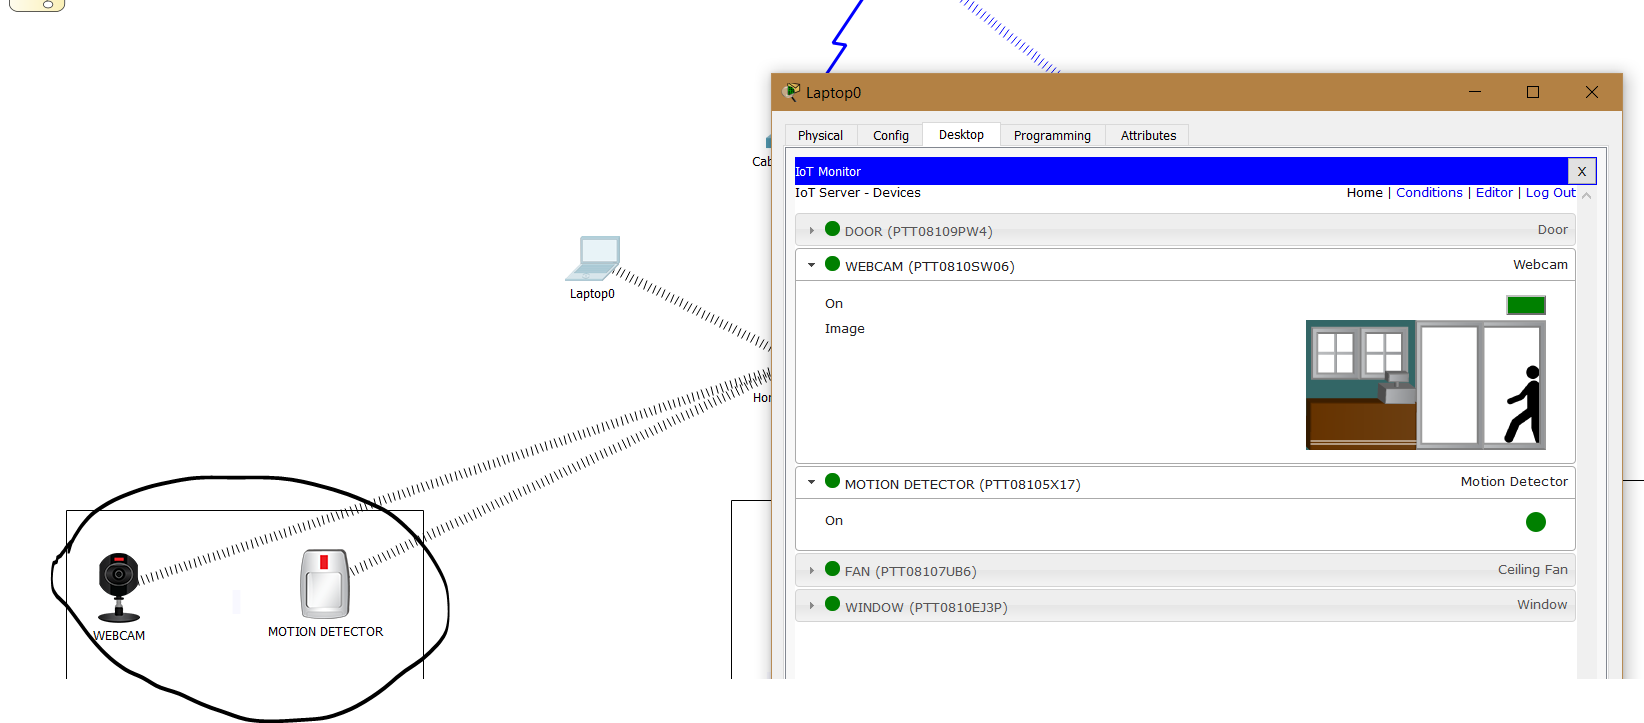 Laptop0
Physical
Config
Desktop
Programming
Attributes
IoT Monitor
X
IoT Server - Devices
Home | Conditions | Editor | Log Out
DOOR (PTT08109PW4)
Door
WEBCAM (PTT0810SW06)
Webcam
On
Image
MOTION DETECTOR (PTT08105X17)
Motion Detector
On
FAN (PTT08107UB6)
Ceiling Fan
WINDOW (PTT0810EJ3P)
Window
Cab
Laptop0
Hor
WEBCAM
MOTION DETECTOR